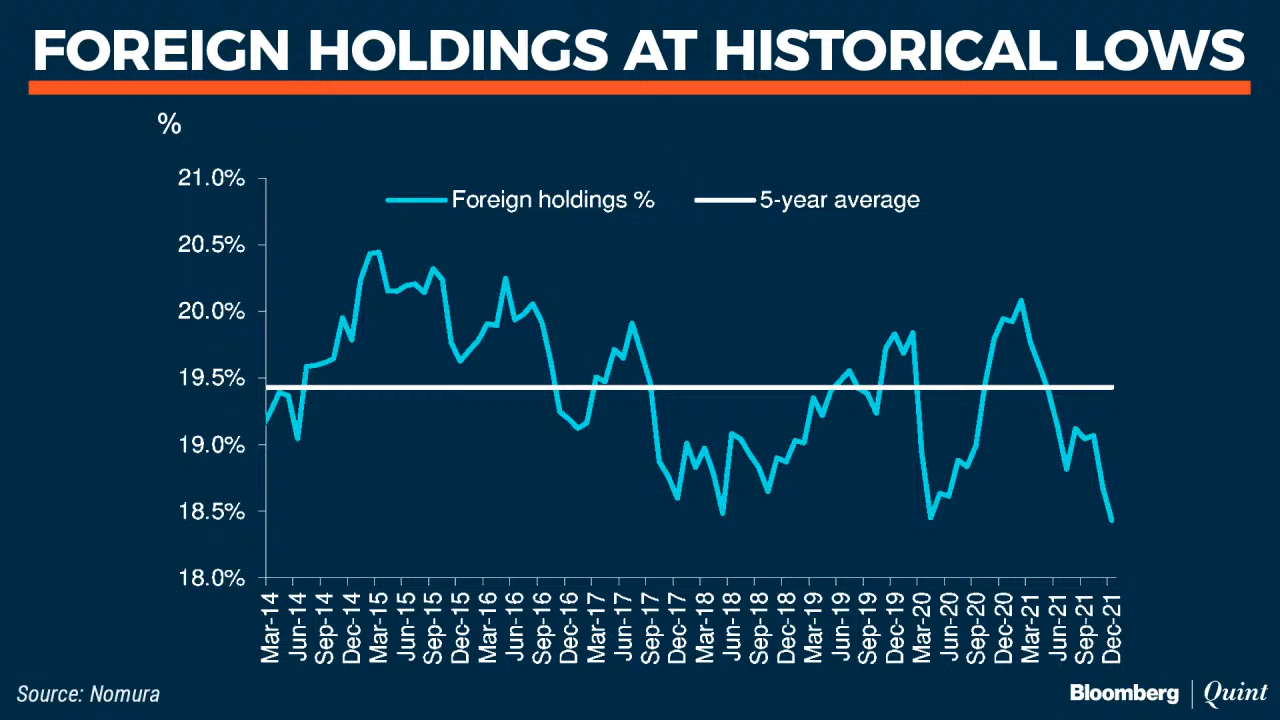 FOREIGN HOLDINGS AT HISTORICAL LOWS
%
21.0%
Foreign holdings %
5-year average
20.5%
20.0%
19.5%
19.0%
18.5%
18.0%
Mar-14
Jun-14
Sep-14
Dec-14
Mar-15
Jun-15
Sep-15
Dec-15
Mar-16
Jun-16
Sep-16
Dec-16
Mar-17
Jun-17
Sep-17
Dec-17
Mar-18
Jun-18
Sep-18
Dec-18
Mar-19
Jun-19
Sep-19
Dec-19
Mar-20
Jun-20
Sep-20
Dec-20
Mar-21
Jun-21
Sep-21
Dec-21
Source: Nomura
Bloomberg | Quint